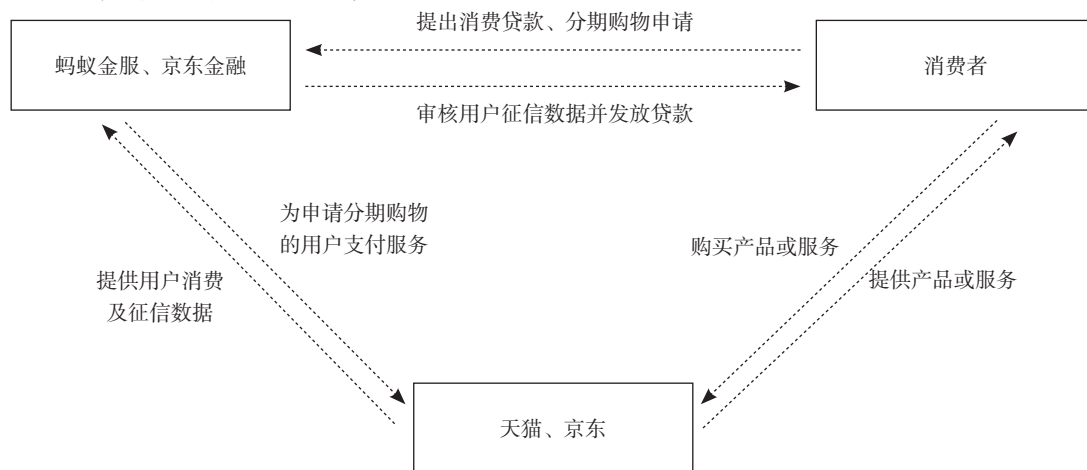 提出消费贷款、分期购物申请
蚂蚁金服、京东金融
消费者
审核用户征信数据并发放贷款
为申请分期购物
的用户支付服务
购买产品或服务
提供用户消费
及征信数据
提供产品或服务
天猫、京东